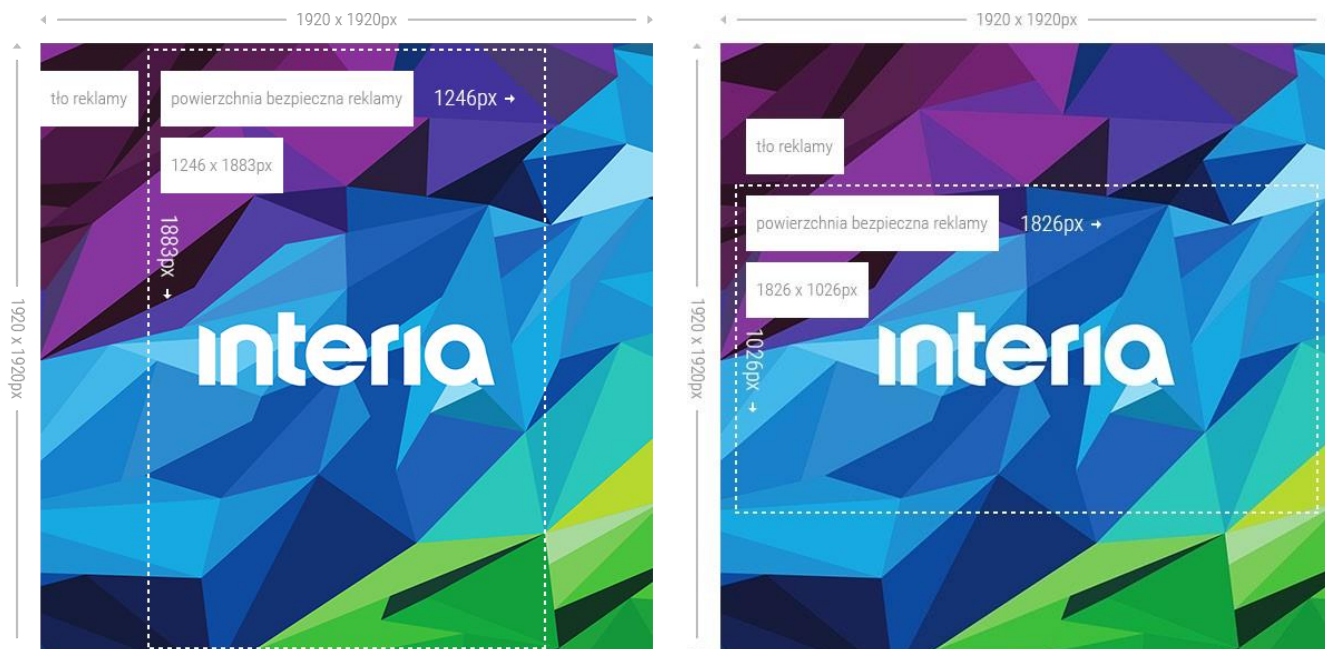 1920 x 1920px
tło reklamy
powierzchnia bezpieczna reklamy
1246px →
1246 x 1883px
1883px →
1920 x 1920px
interia
1920 x 1920px
tło reklamy
powierzchnia bezpieczna reklamy
1826px →
1826 x 1026px
1026px →
1920 x 1920px
interia